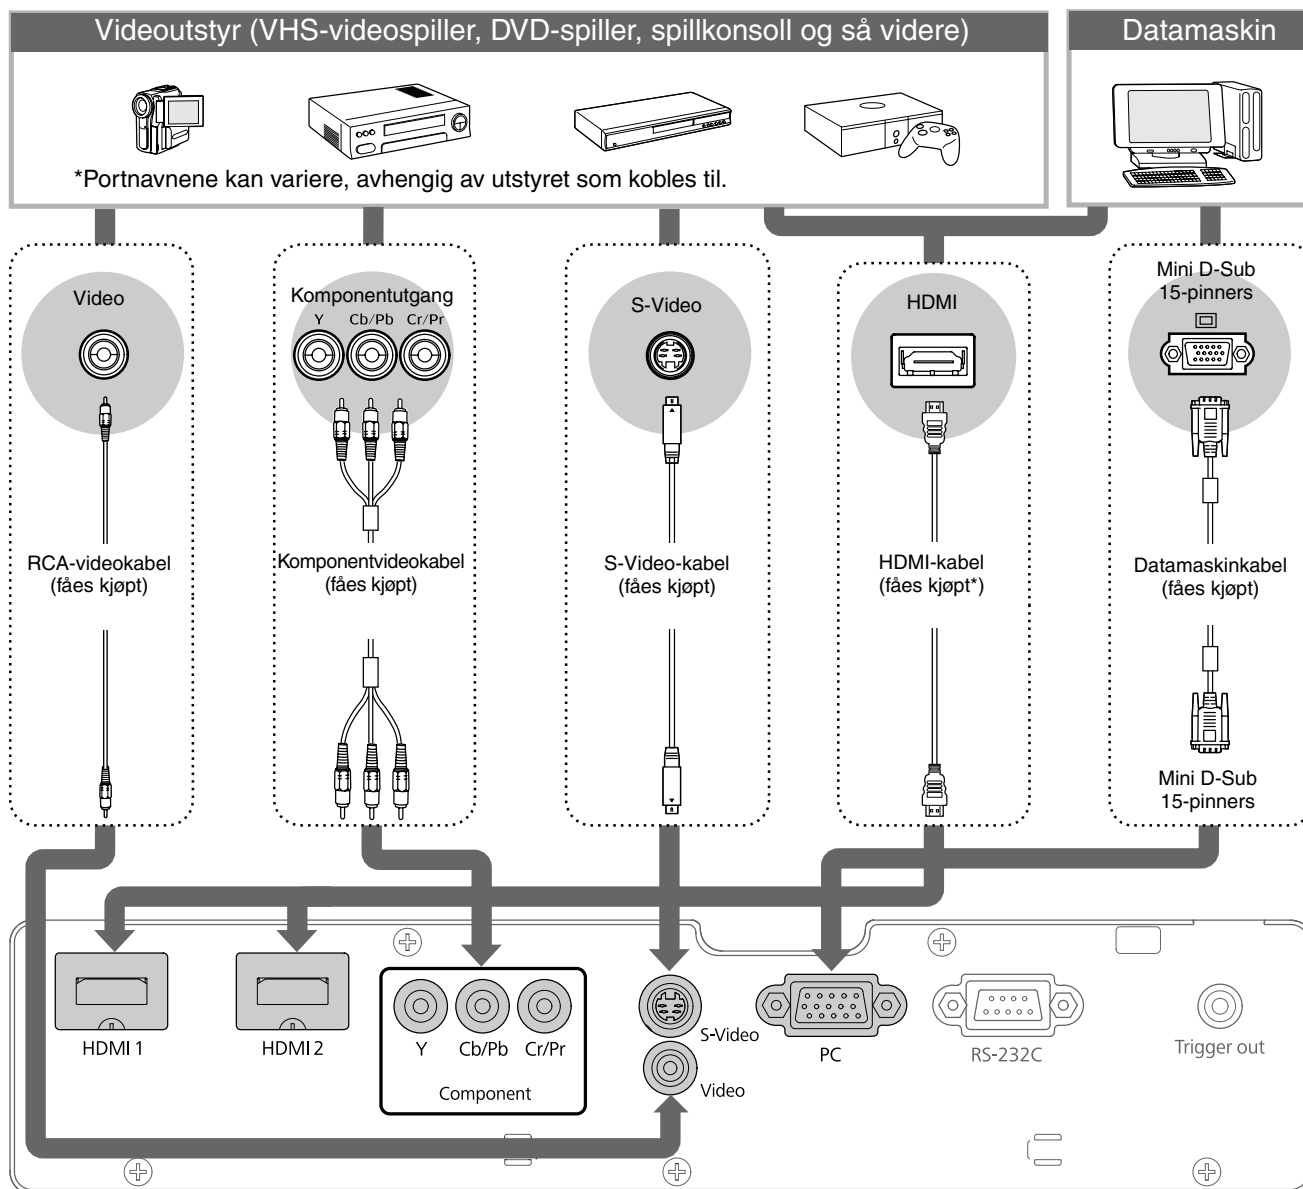 Videoutstyr (VHS-videospiller, DVD-spiller, spillkonsoll og så videre)
Datamaskin
*Portnavnene kan variere, avhengig av utstyret som kobles til.
Video
Komponentutgang
Y Cb/Pb Cr/Pr
S-Video
HDMI
Mini D-Sub
15-pinners
RCA-videokabel
(fåes kjøpt)
Komponentvideokabel
(fåes kjøpt)
S-Video-kabel
(fåes kjøpt)
HDMI-kabel
(fåes kjøpt*)
Datamaskinkabel
(fåes kjøpt)
Mini D-Sub
15-pinners
HDMI 1
HDMI 2
Y Cb/Pb Cr/Pr
Component
S-Video
Video
PC
RS-232C
Trigger out